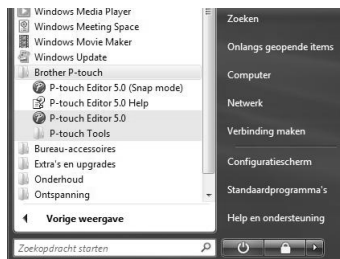 Windows Media Player
Windows Meeting Space
Windows Movie Maker
Windows Update
Brother P-touch
P-touch Editor 5.0 (Snap mode)
P-touch Editor 5.0 Help
P-touch Editor 5.0
P-touch Tools
Bureau-accessoires
Extra's en upgrades
Onderhoud
Ontspanning
Vorige weergave
Zoekopdracht starten
Zoeken
Onlangs geopende items
Computer
Netwerk
Verbinding maken
Configuratiescherm
Standaardprogramma's
Help en ondersteuning